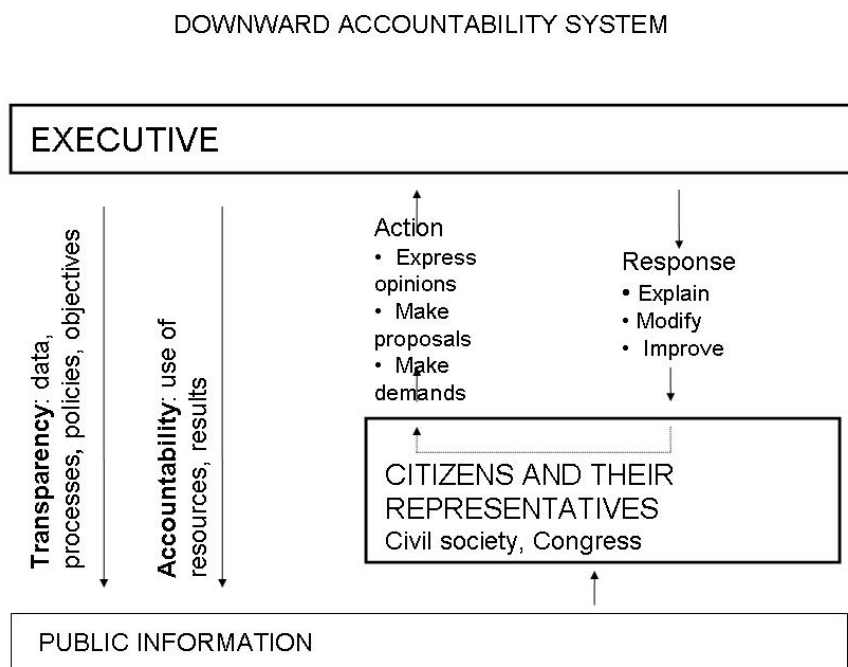 DOWNWARD ACCOUNTABILITY SYSTEM
EXECUTIVE
Transparency: data,
processes, policies, objectives
Accountability: use of
resources, results
Action
• Express
opinions
• Make
proposals
• Make
demands
Response
• Explain
• Modify
• Improve
CITIZENS AND THEIR
REPRESENTATIVES
Civil society, Congress
PUBLIC INFORMATION